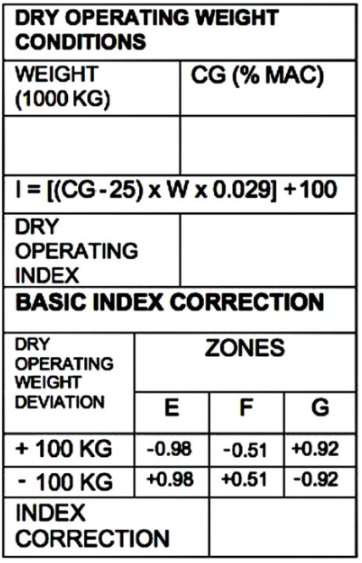 DRY OPERATING WEIGHT
CONDITIONS
WEIGHT
(1000 KG)
CG (% MAC)
I = [(CG-25) x W x 0.029] +100
DRY
OPERATING
INDEX
BASIC INDEX CORRECTION
DRY
OPERATING
WEIGHT
DEVIATION
ZONES
E F G
+ 100 KG -0.98 -0.51 +0.92
- 100 KG +0.98 +0.51 -0.92
INDEX
CORRECTION